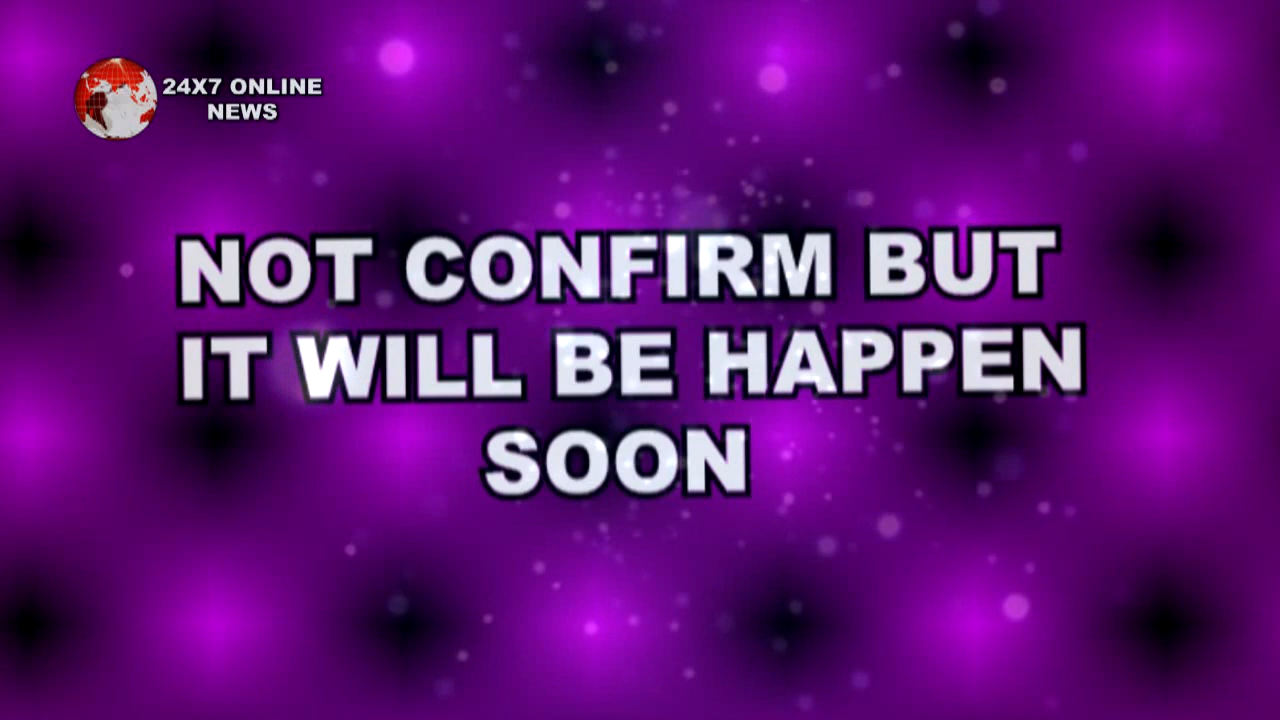 24X7 ONLINE
NEWS
NOT CONFIRM BUT
IT WILL BE HAPPEN
SOON